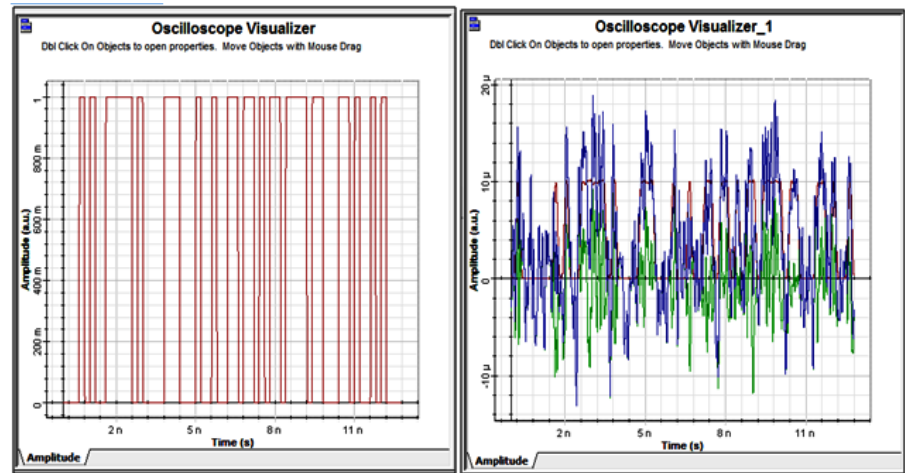 Oscilloscope Visualizer
Dbl Click On Objects to open properties. Move Objects with Mouse Drag
Amplitude (a.u.)
1
800 m
600 m
400 m
200 m
0
2 n
5 n
8 n
11 n
Time (s)
Amplitude
Oscilloscope Visualizer_1
Dbl Click On Objects to open properties. Move Objects with Mouse Drag
Amplitude (a.u.)
20 µ
10 µ
0
-10 µ
2 n
5 n
8 n
11 n
Time (s)
Amplitude